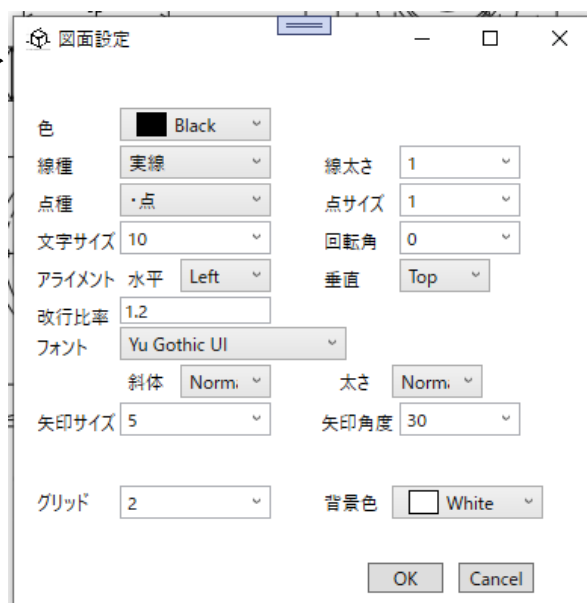 図面設定
色 Black
線種 実線 線太さ 1
点種 ・点 点サイズ 1
文字サイズ 10 回転角 0
アライメント 水平 Left 垂直 Top
改行比率 1.2
フォント Yu Gothic UI
斜体 Norma 太さ Norma
矢印サイズ 5 矢印角度 30
グリッド 2 背景色 White
OK Cancel